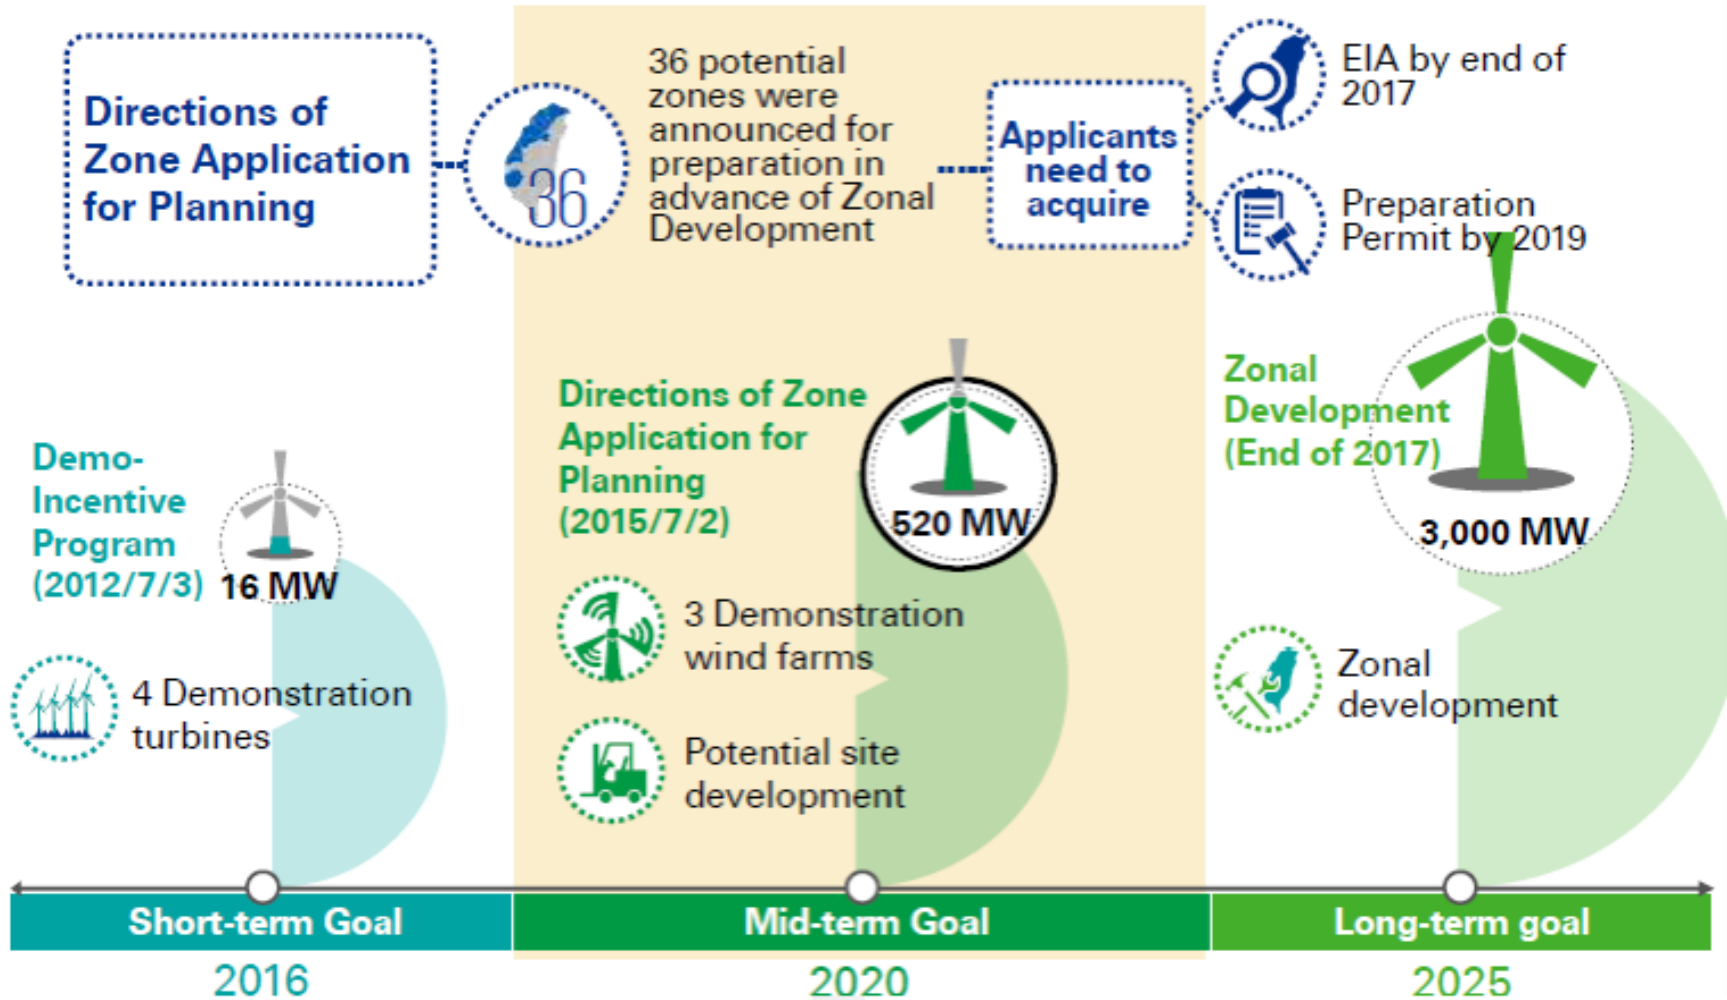 Directions of
Zone Application
for Planning
36
36 potential
zones were
announced for
preparation in
advance of Zonal
Development
Applicants
need to
acquire
EIA by end of
2017
Preparation
Permit by 2019
Demo-
Incentive
Program
(2012/7/3)
16 MW
4 Demonstration
turbines
Directions of Zone
Application for
Planning
(2015/7/2)
520 MW
3 Demonstration
wind farms
Potential site
development
Zonal
Development
(End of 2017)
3,000 MW
Zonal
development
Short-term Goal
Mid-term Goal
Long-term goal
2016
2020
2025